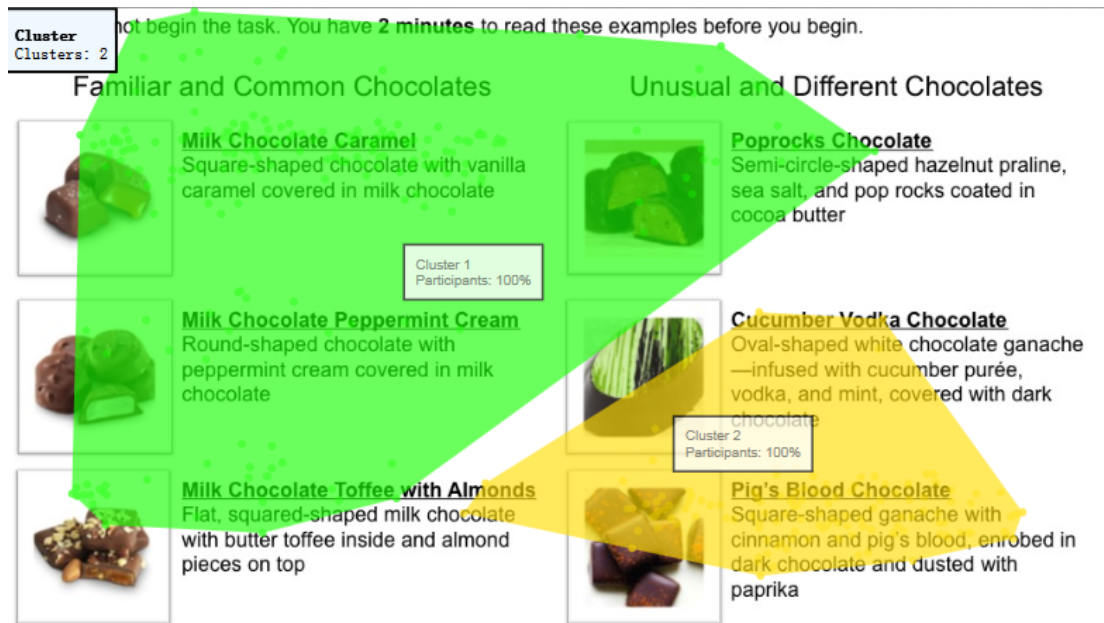 Cluster
Clusters: 2
not begin the task. You have 2 minutes to read these examples before you begin.
Familiar and Common Chocolates
Milk Chocolate Caramel
Square-shaped chocolate with vanilla
caramel covered in milk chocolate
Cluster 1
Participants: 100%
Milk Chocolate Peppermint Cream
Round-shaped chocolate with
peppermint cream covered in milk
chocolate
Milk Chocolate Toffee with Almonds
Flat, squared-shaped milk chocolate
with butter toffee inside and almond
pieces on top
Unusual and Different Chocolates
Poprocks Chocolate
Semi-circle-shaped hazelnut praline,
sea salt, and pop rocks coated in
cocoa butter
Cucumber Vodka Chocolate
Oval-shaped white chocolate ganache
—infused with cucumber purée,
vodka, and mint, covered with dark
chocolate
Cluster 2
Participants: 100%
Pig's Blood Chocolate
Square-shaped ganache with
cinnamon and pig's blood, enrobed in
dark chocolate and dusted with
paprika